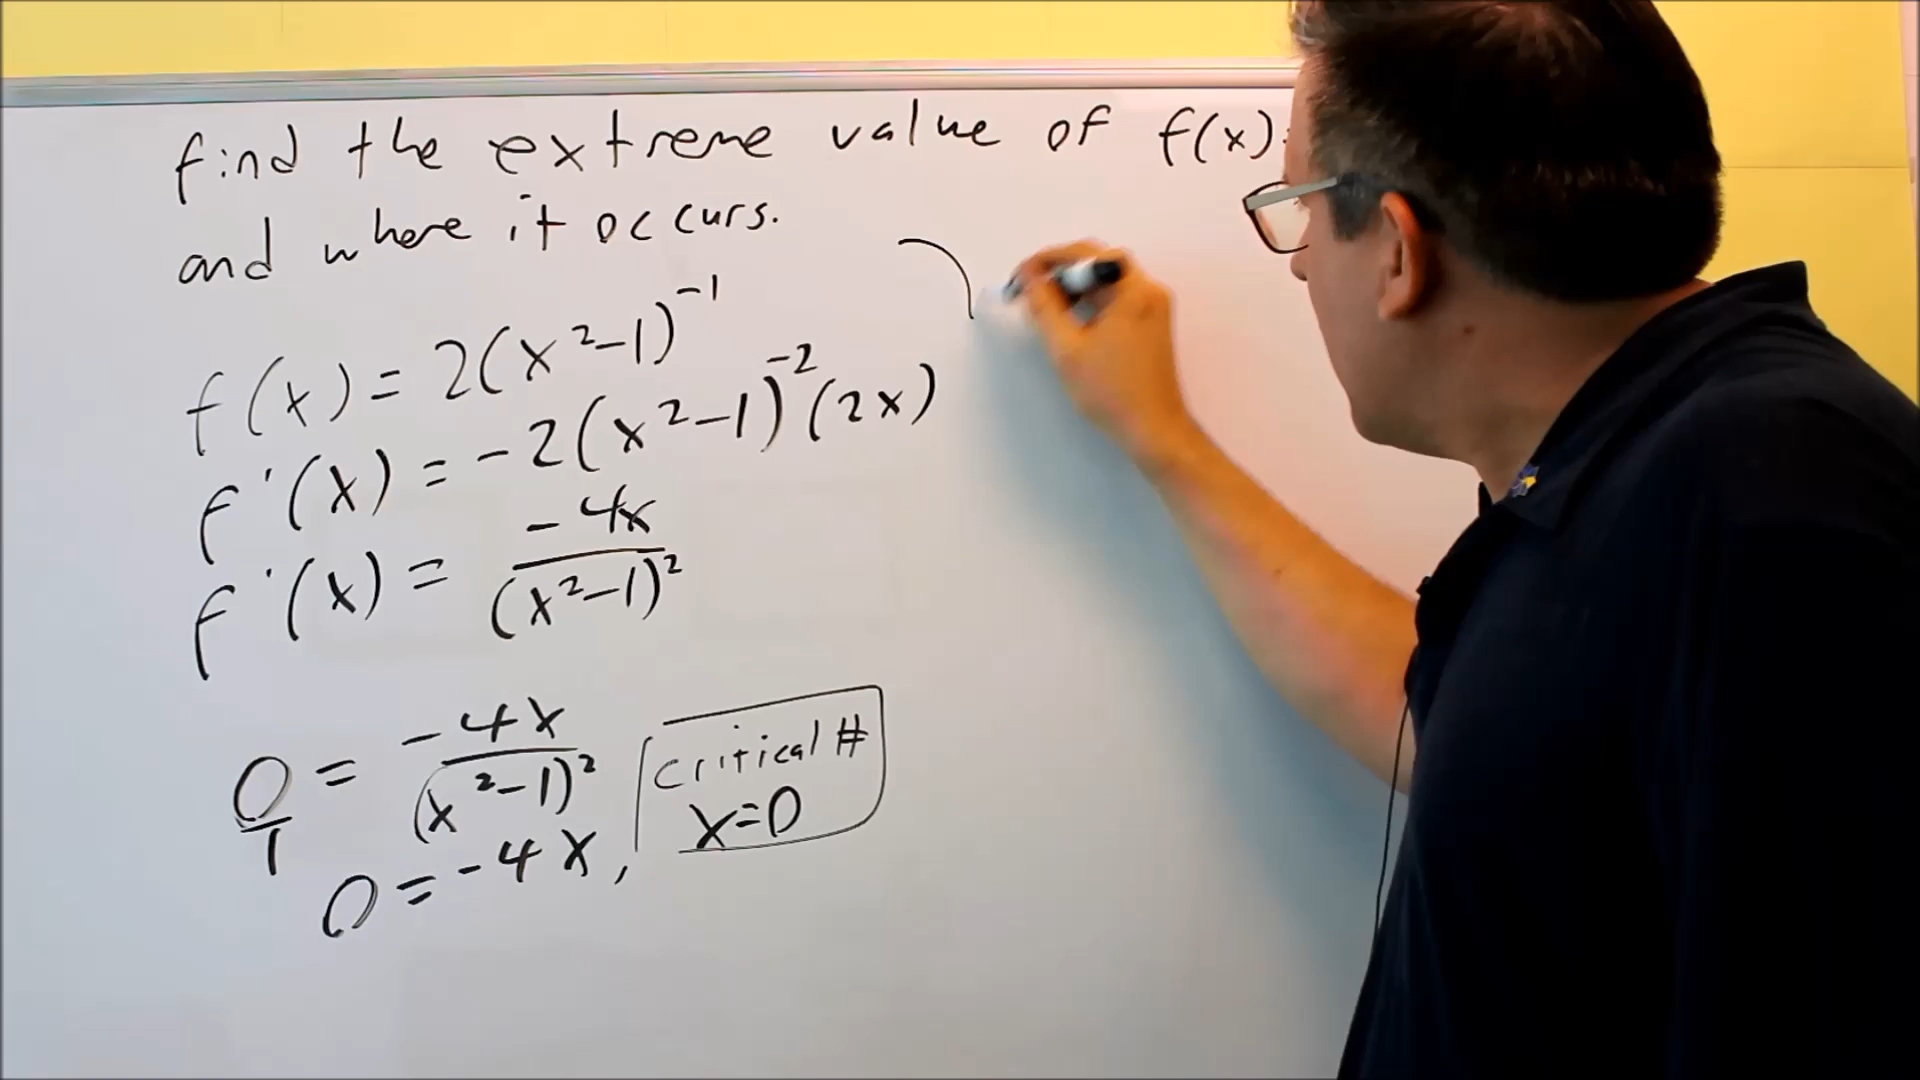 find the extreme value of f(x)=
and where it occurs.
f(x) = 2(x²-1)⁻¹
f'(x) = -2(x²-1)⁻²(2x)
f'(x) = -4x/(x²-1)²
0/1 = -4x/(x²-1)²
0 = -4x,
critical #
x=0